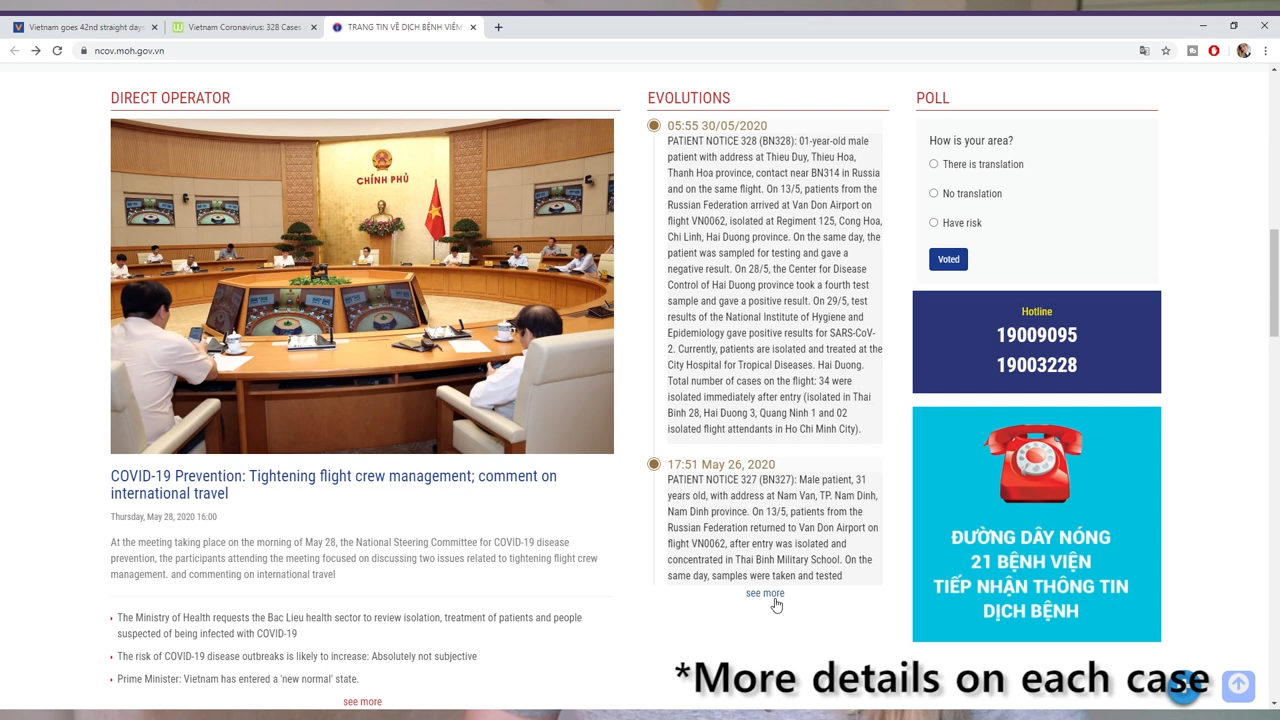 Vietnam goes 42nd straight days
Vietnam Coronavirus: 328 Cases
TRANG TIN VỀ DỊCH BỆNH VIÊM
ncov.moh.gov.vn
DIRECT OPERATOR
CHÍNH PHỦ
COVID-19 Prevention: Tightening flight crew management; comment on
international travel
Thursday, May 28, 2020 16:00
At the meeting taking place on the morning of May 28, the National Steering Committee for COVID-19 disease
prevention, the participants attending the meeting focused on discussing two issues related to tightening flight crew
management. and commenting on international travel
The Ministry of Health requests the Bac Lieu health sector to review isolation, treatment of patients and people
suspected of being infected with COVID-19
The risk of COVID-19 disease outbreaks is likely to increase: Absolutely not subjective
Prime Minister: Vietnam has entered a 'new normal' state.
see more
EVOLUTIONS
05:55 30/05/2020
PATIENT NOTICE 328 (BN328): 01-year-old male
patient with address at Thieu Duy, Thieu Hoa,
Thanh Hoa province, contact near BN314 in Russia
and on the same flight. On 13/5, patients from the
Russian Federation arrived at Van Don Airport on
flight VN0062, isolated at Regiment 125, Cong Hoa,
Chi Linh, Hai Duong province. On the same day, the
patient was sampled for testing and gave a
negative result. On 28/5, the Center for Disease
Control of Hai Duong province took a fourth test
sample and gave a positive result. On 29/5, test
results of the National Institute of Hygiene and
Epidemiology gave positive results for SARS-CoV-
2. Currently, patients are isolated and treated at the
City Hospital for Tropical Diseases. Hai Duong.
Total number of cases on the flight: 34 were
isolated immediately after entry (isolated in Thai
Binh 28, Hai Duong 3, Quang Ninh 1 and 02
isolated flight attendants in Ho Chi Minh City).
17:51 May 26, 2020
PATIENT NOTICE 327 (BN327): Male patient, 31
years old, with address at Nam Van, TP. Nam Dinh,
Nam Dinh province. On 13/5, patients from the
Russian Federation returned to Van Don Airport on
flight VN0062, after entry was isolated and
concentrated in Thai Binh Military School. On the
same day, samples were taken and tested
see more
POLL
How is your area?
There is translation
No translation
Have risk
Voted
Hotline
19009095
19003228
ĐƯỜNG DÂY NÓNG
21 BỆNH VIỆN
TIẾP NHẬN THÔNG TIN
DỊCH BỆNH
*More details on each case